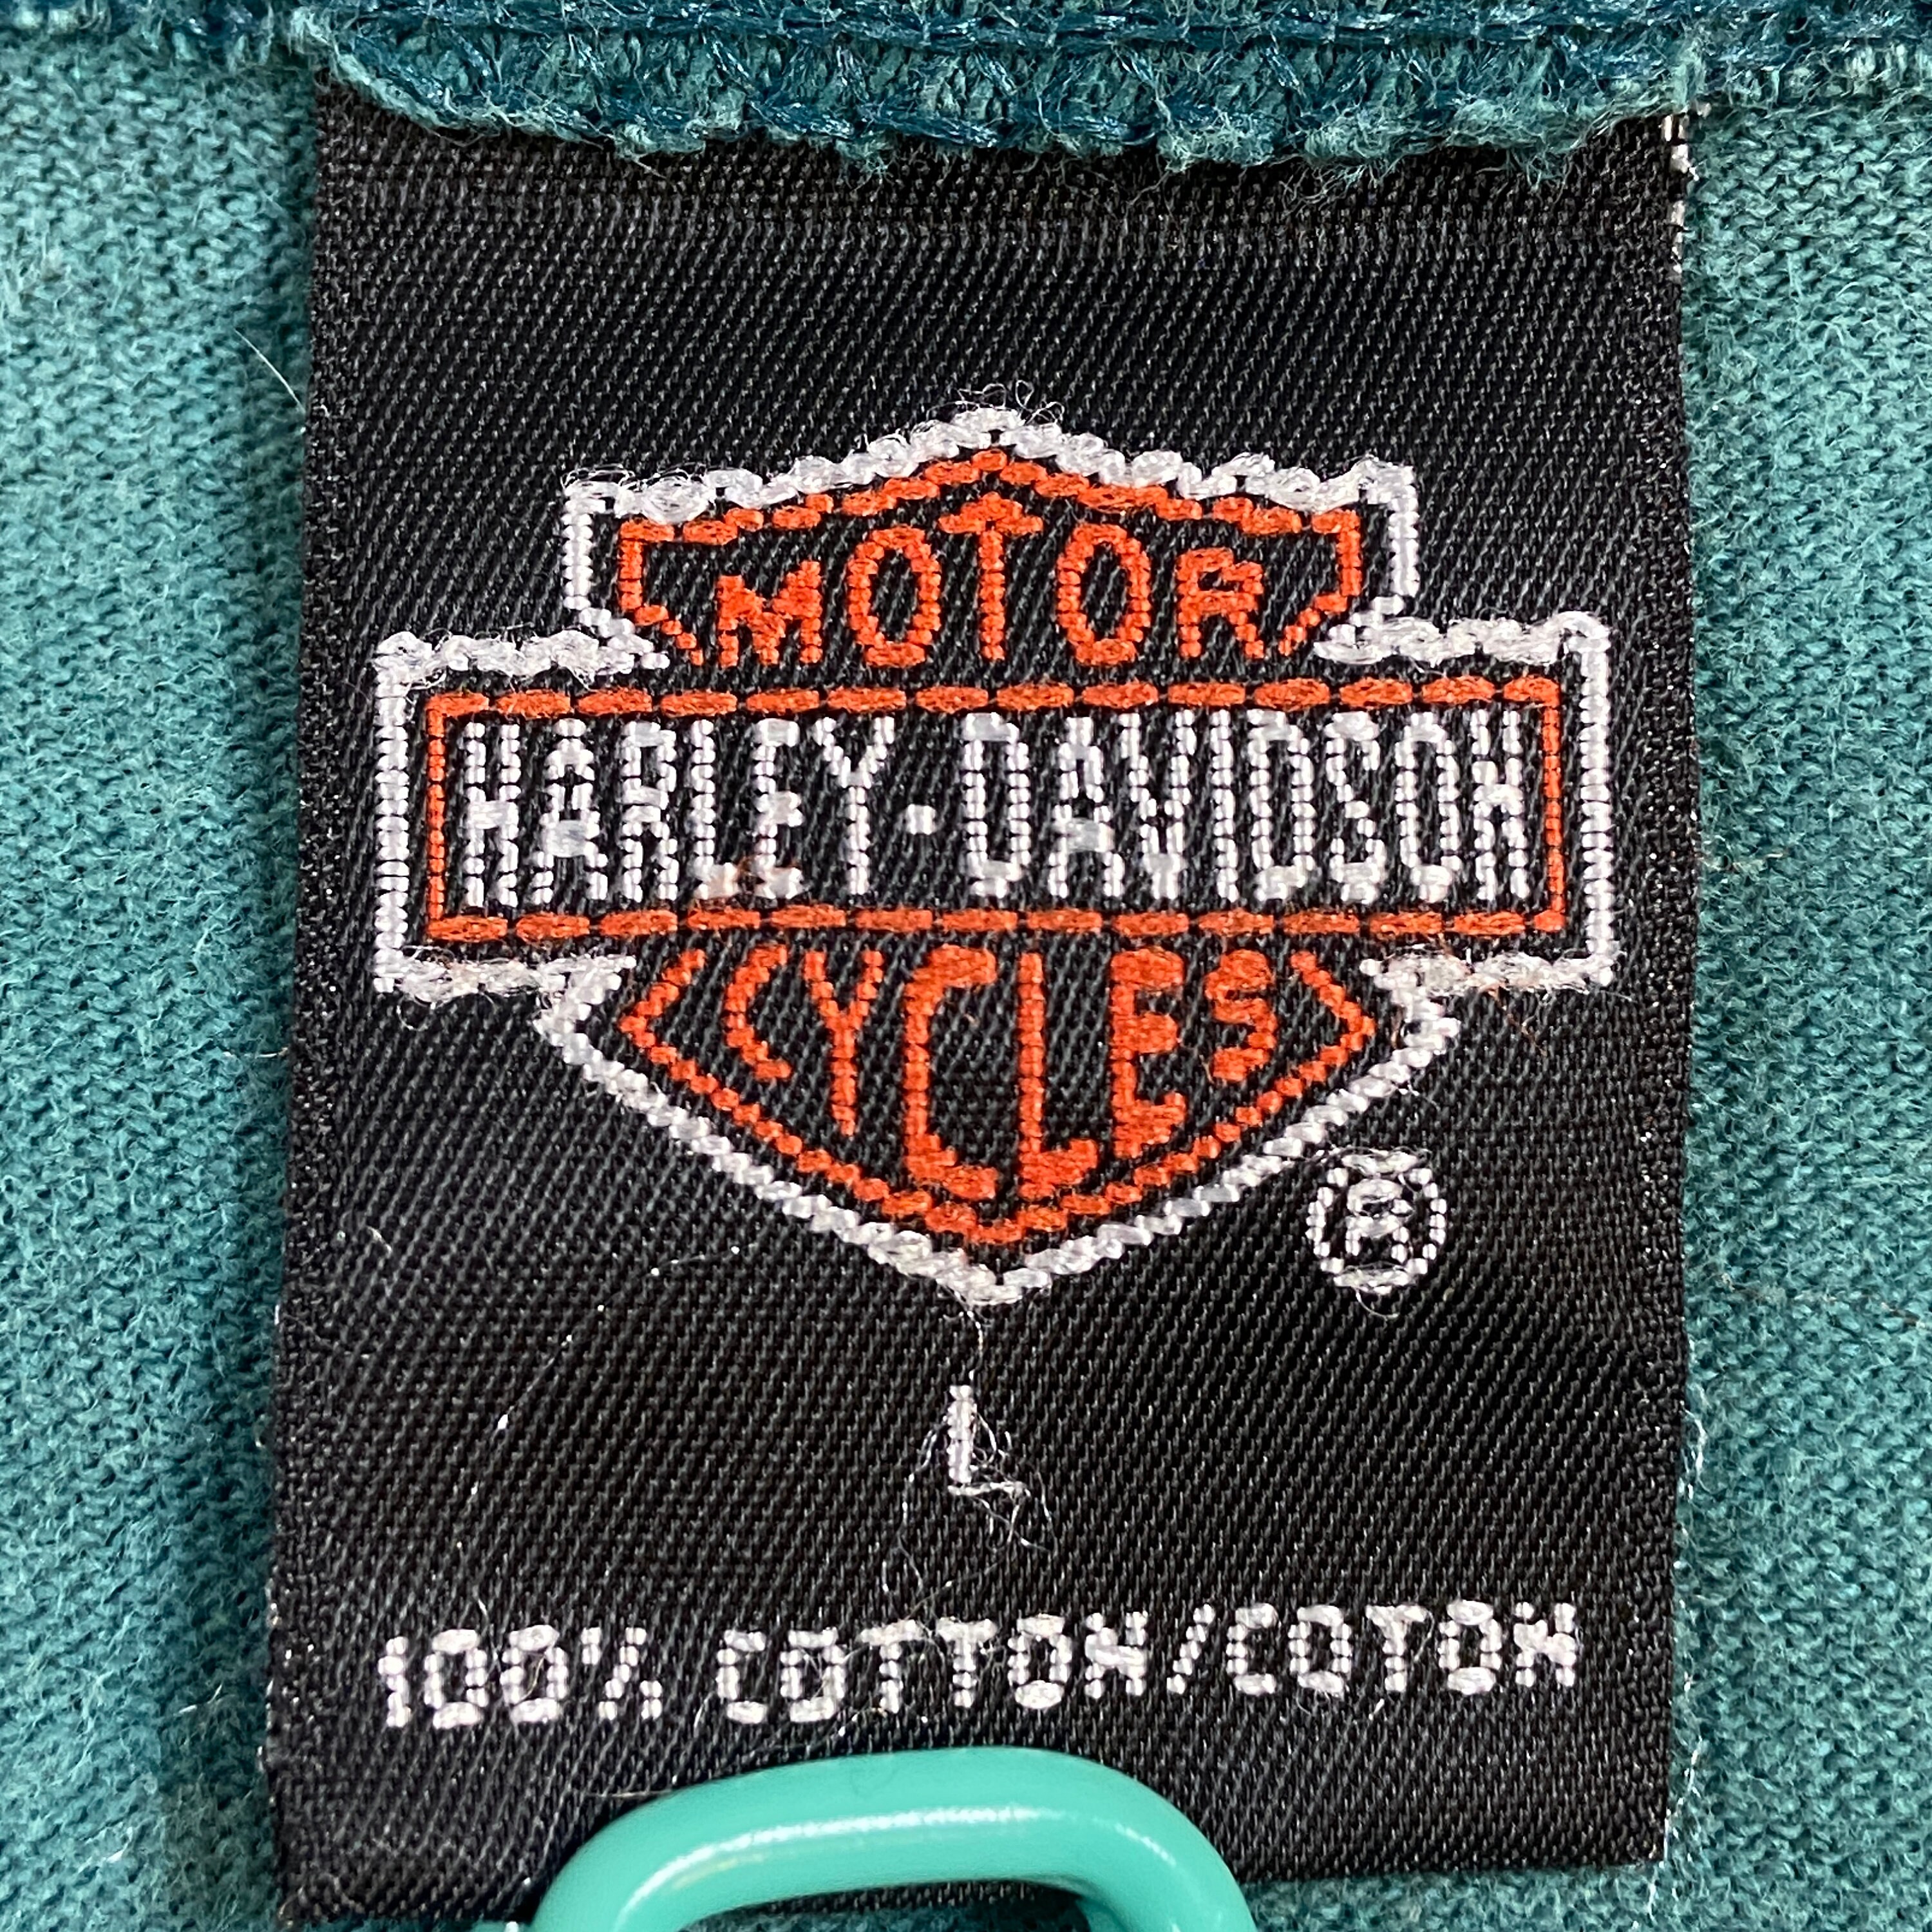 MOTOR
HARLEY-DAVIDSON
CYCLES
®
L
100% COTTON/COTON